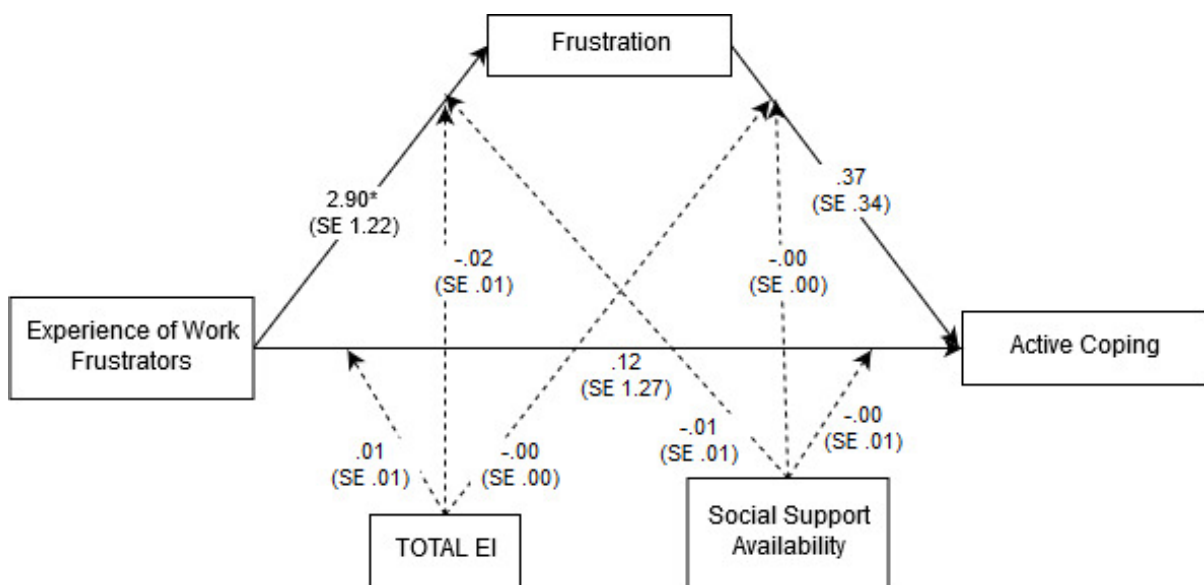 Frustration
2.90*
(SE 1.22)
.37
(SE .34)
-.02
(SE .01)
-.00
(SE .00)
Experience of Work
Frustrators
Active Coping
.12
(SE 1.27)
.01
(SE .01)
-.00
(SE .00)
-.01
(SE .01)
-.00
(SE .01)
TOTAL EI
Social Support
Availability